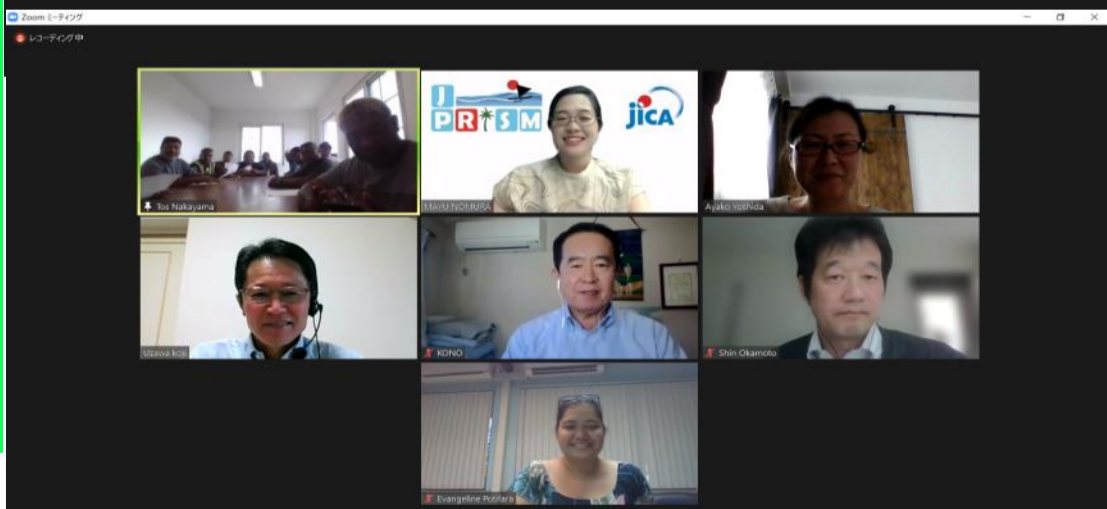 Zoom ミーティング
レコーディング中
J
PRISM
jICA
Tos Nakayama
MAYU NOMURA
Ayako Yoshida
Uzawa koji
KONO
Shin Okamoto
Evangeline Potifara